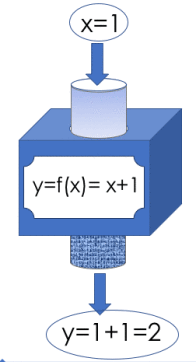 x=1
y=f(x)= x+1
y=1+1=2